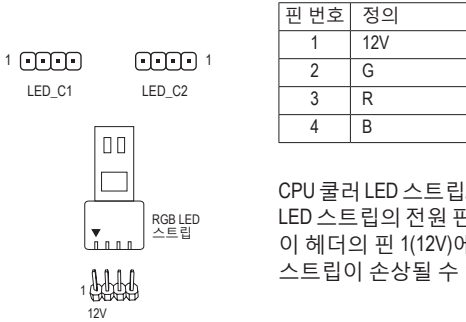 1
1
LED_C1
LED_C2
RGB LED
스트립
1
12V
핀 번호 정의
1 12V
2 G
3 R
4 B
CPU 쿨러 LED 스트립
LED 스트립의 전원
이 헤더의 핀 1(12V)에
스트립이 손상될 수